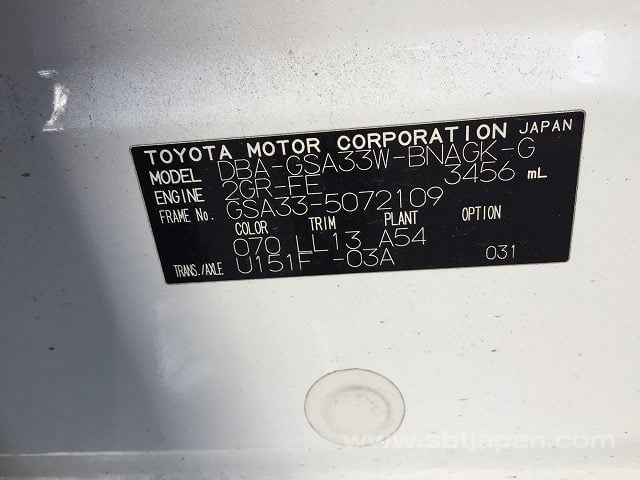 TOYOTA MOTOR CORPORATION JAPAN
MODEL DBA-GSA33W-BNAGK-G
ENGINE 2GR-FE 3456 mL
FRAME No. GSA33-5072109
COLOR TRIM PLANT OPTION
070 LL13 A54
TRANS./AXLE U151F -03A 031
www.sbtjapan.com